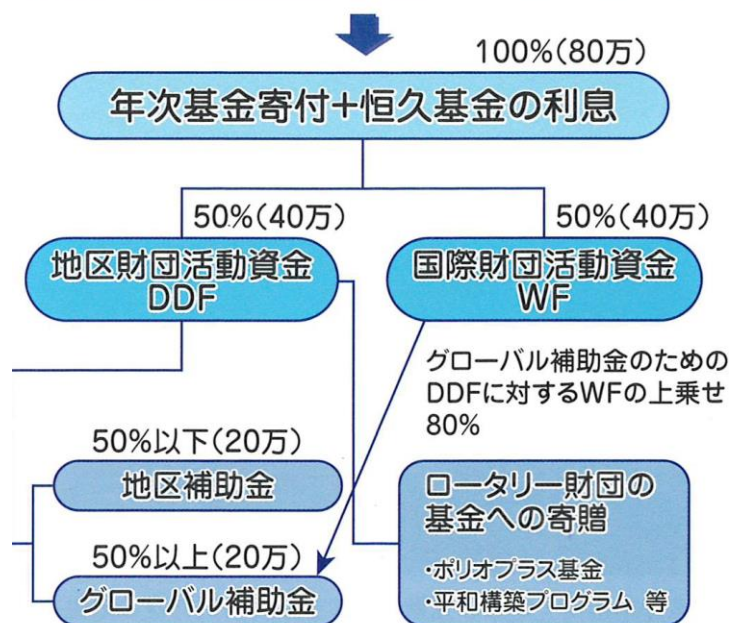 100%(80万)
年次基金寄付+恒久基金の利息
50%(40万)
50%(40万)
地区財団活動資金
DDF
国際財団活動資金
WF
グローバル補助金のための
DDFに対するWFの上乗せ
80%
50%以下(20万)
地区補助金
50%以上(20万)
グローバル補助金
ロータリー財団の
基金への寄贈
・ポリオプラス基金
・平和構築プログラム 等